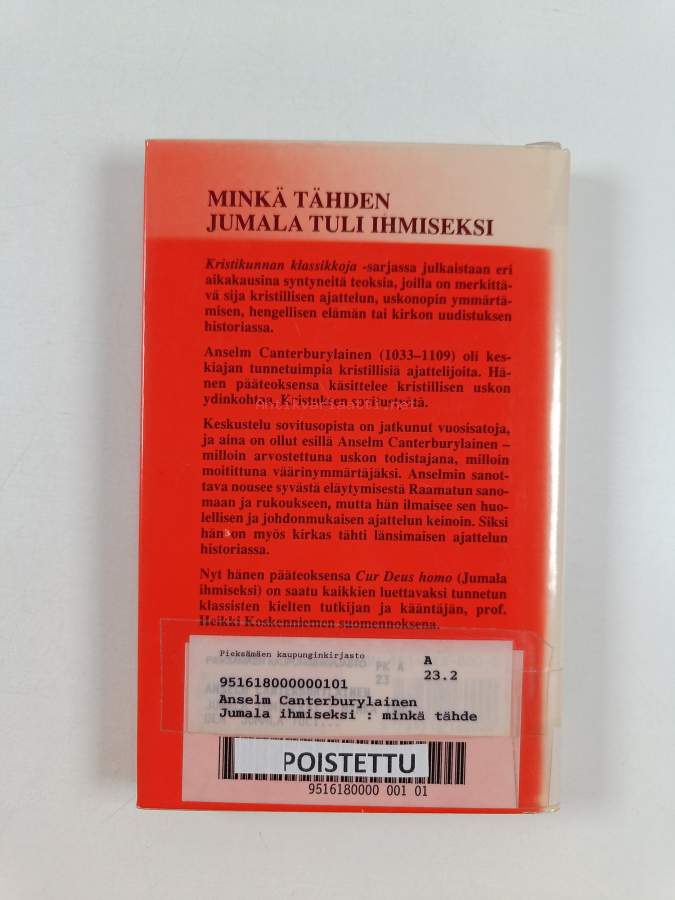 MINKÄ TÄHDEN
JUMALA TULI IHMISEKSI
Kristikunnan klassikkoja -sarjassa julkaistaan eri
aikakausina syntyneitä teoksia, joilla on merkittä-
vä sija kristillisen ajattelun, uskonopin ymmärtä-
misen, hengellisen elämän tai kirkon uudistuksen
historiassa.
Anselm Canterburylainen (1033–1109) oli kes-
kiajan tunnetuimpia kristillisiä ajattelijoita. Hä-
nen pääteoksensa käsittelee kristillisen uskon
ydinkohtaa, Kristuksen sovitustyötä.
Keskustelu sovitusopista on jatkunut vuosisatoja,
ja aina on ollut esillä Anselm Canterburylainen –
milloin arvostettuna uskon todistajana, milloin
moitittuna väärinymmärtäjäksi. Anselmin sanot-
tava nousee syvästä eläytymisestä Raamatun sano-
maan ja rukoukseen, mutta hän ilmaisee sen huo-
lellisen ja johdonmukaisen ajattelun keinoin. Siksi
hän on myös kirkas tähti länsimaisen ajattelun
historiassa.
Nyt hänen pääteoksensa Cur Deus homo (Jumala
ihmiseksi) on saatu kaikkien luettavaksi tunnetun
klassisten kielten tutkijan ja kääntäjän, prof.
Heikki Koskenniemen suomennoksena.
Pieksämäen kaupunginkirjasto
A
23.2
PK A
23
951618000000101
Anselm Canterburylainen
Jumala ihmiseksi : minkä tähde
POISTETTU
9516180000 001 01